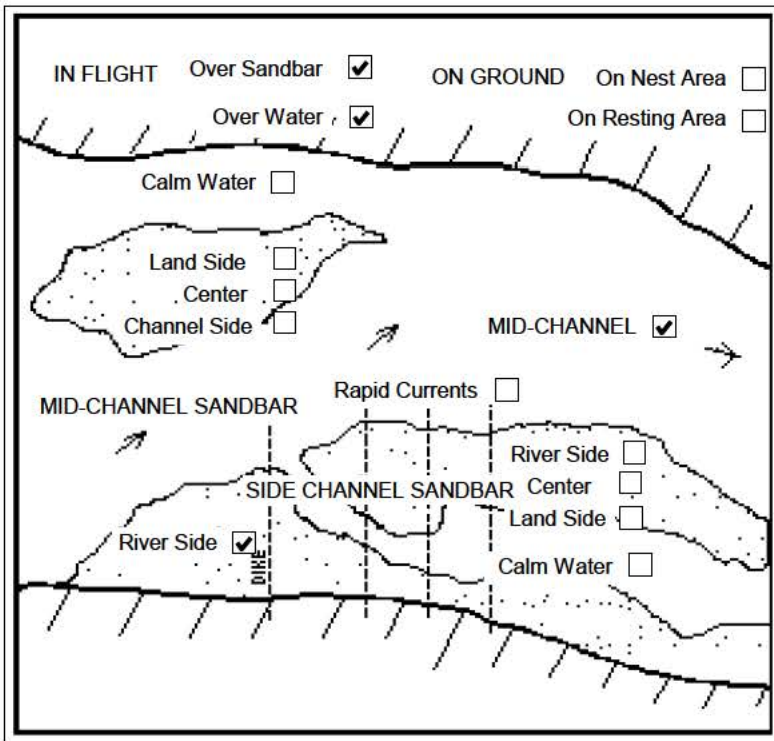 IN FLIGHT Over Sandbar ON GROUND On Nest Area
Over Water On Resting Area
Calm Water
Land Side
Center
Channel Side
MID-CHANNEL
Rapid Currents
MID-CHANNEL SANDBAR
River Side
SIDE CHANNEL SANDBAR Center
Land Side
River Side
DIKE
Calm Water